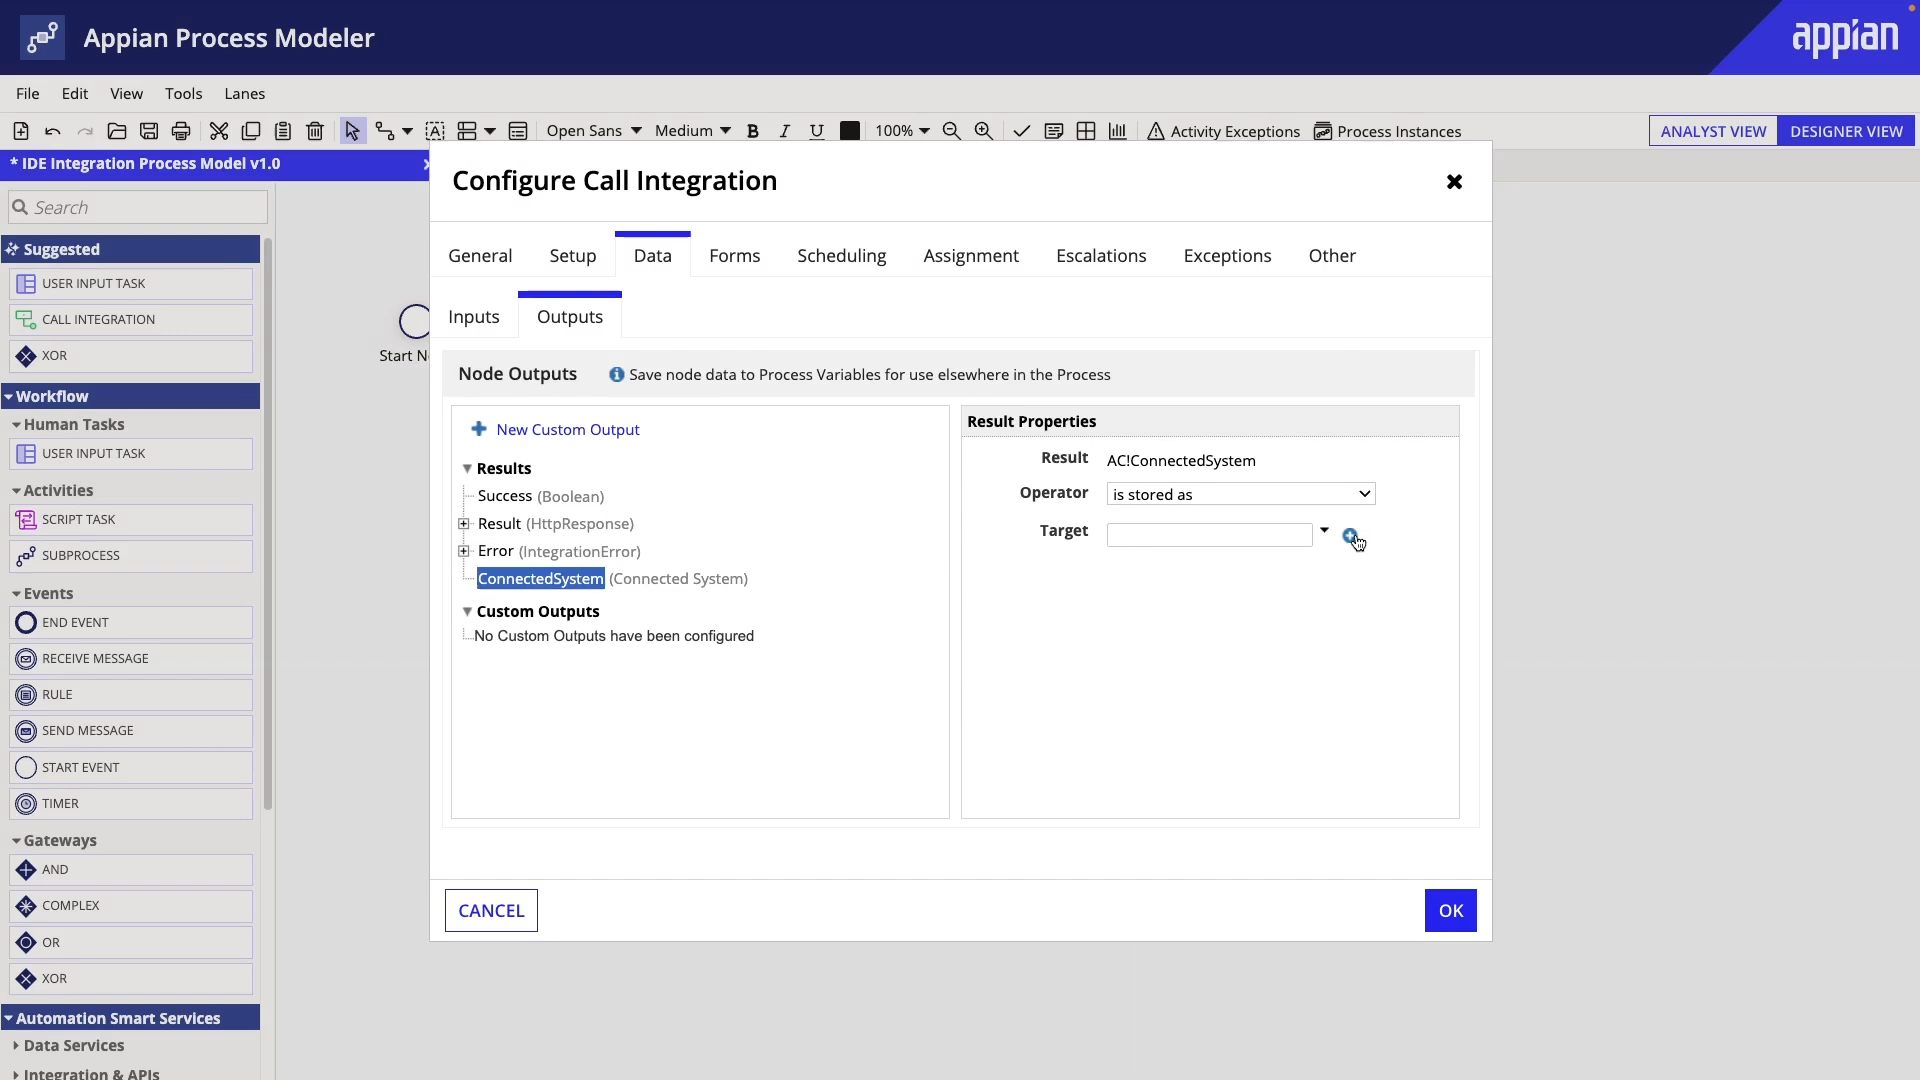 Appian Process Modeler
appian
File Edit View Tools Lanes
Open Sans Medium B I U 100% Activity Exceptions Process Instances
ANALYST VIEW DESIGNER VIEW
* IDE Integration Process Model v1.0
Search
Suggested
USER INPUT TASK
CALL INTEGRATION
XOR
Workflow
Human Tasks
USER INPUT TASK
Activities
SCRIPT TASK
SUBPROCESS
Events
END EVENT
RECEIVE MESSAGE
RULE
SEND MESSAGE
START EVENT
TIMER
Gateways
AND
COMPLEX
OR
XOR
Automation Smart Services
Data Services
Integration & APIs
Start N
Configure Call Integration
General Setup Data Forms Scheduling Assignment Escalations Exceptions Other
Inputs Outputs
Node Outputs Save node data to Process Variables for use elsewhere in the Process
New Custom Output
Results
Success (Boolean)
Result (HttpResponse)
Error (IntegrationError)
ConnectedSystem (Connected System)
Custom Outputs
No Custom Outputs have been configured
Result Properties
Result AC!ConnectedSystem
Operator is stored as
Target
CANCEL OK